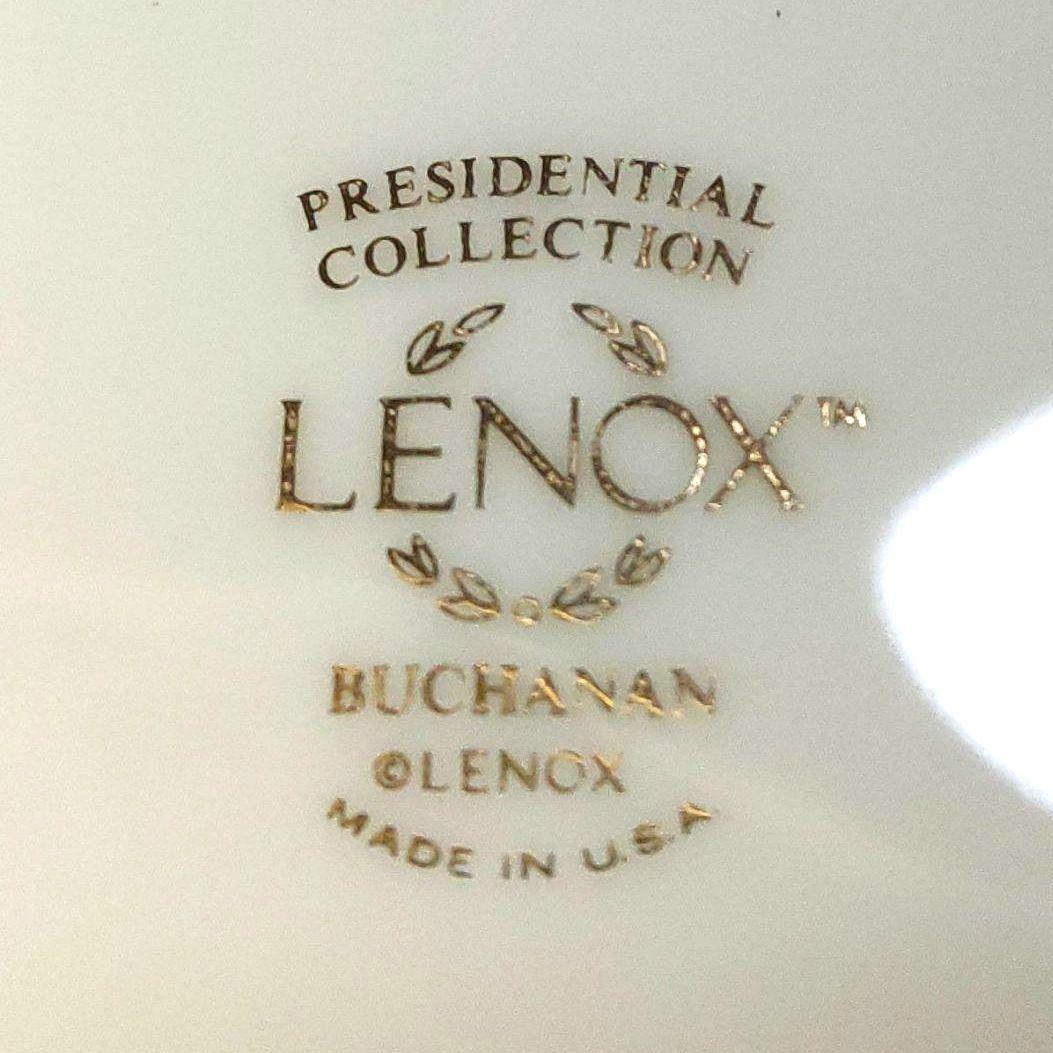 PRESIDENTIAL
COLLECTION
LENOX™
BUCHANAN
©LENOX
MADE IN U.S.A.